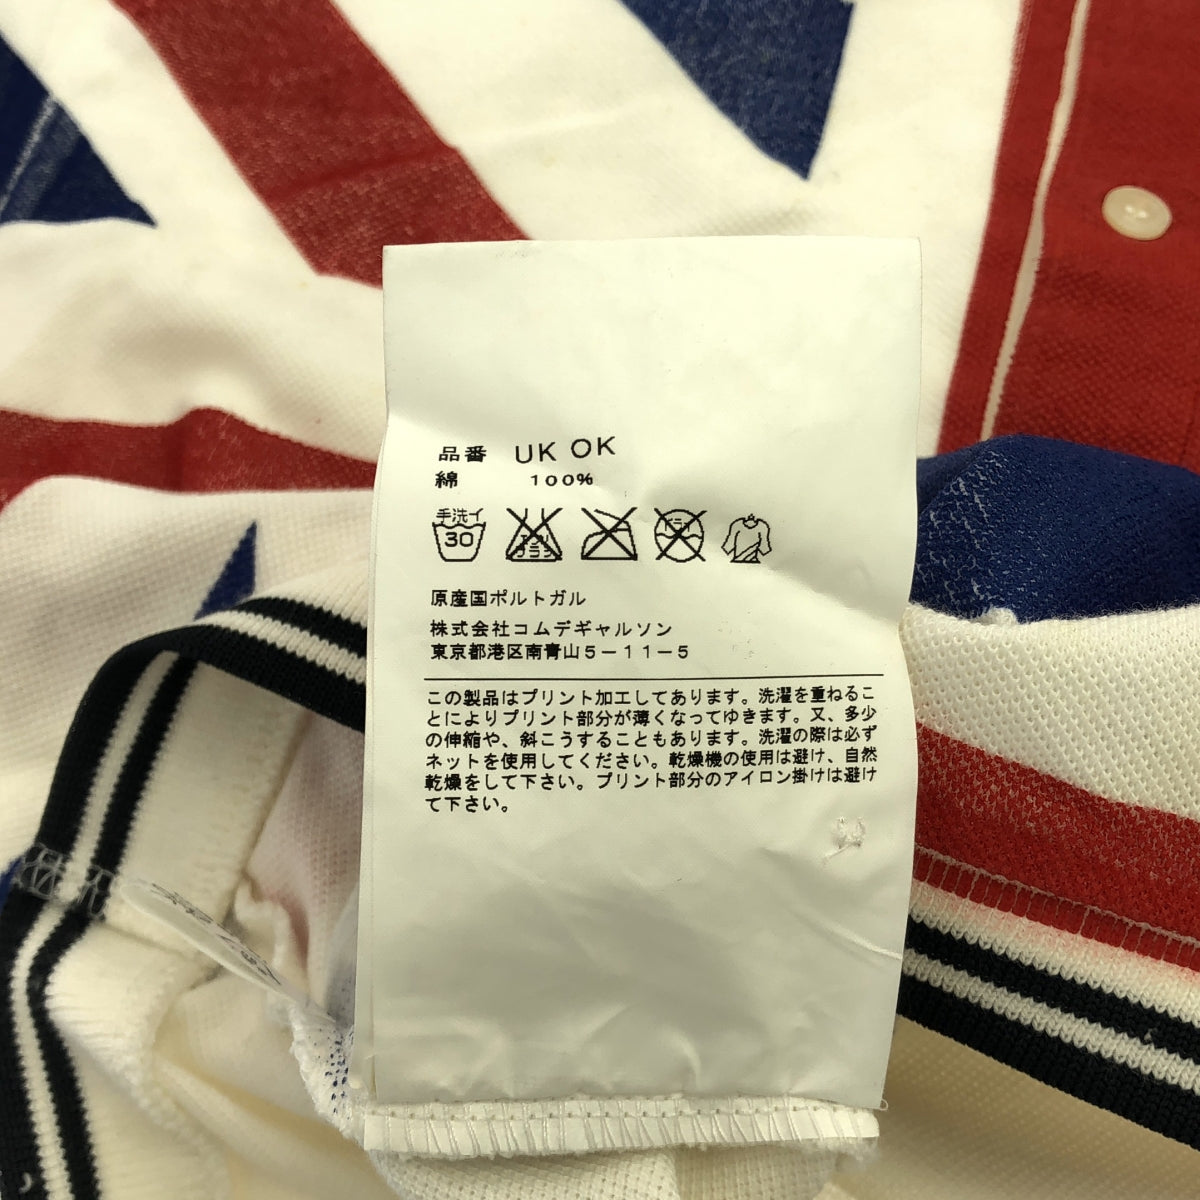 品番 UK OK
綿 100%
手洗イ
30
エンソ
ドライ
原産国ポルトガル
株式会社コムデギャルソン
東京都港区南青山5-11-5
この製品はプリント加工してあります。洗濯を重ねるこ
とによりプリント部分が薄くなってゆきます。又、多少
の伸縮や、斜こうすることもあります。洗濯の際は必ず
ネットを使用してください。乾燥機の使用は避け、自然
乾燥をして下さい。プリント部分のアイロン掛けは避け
て下さい。